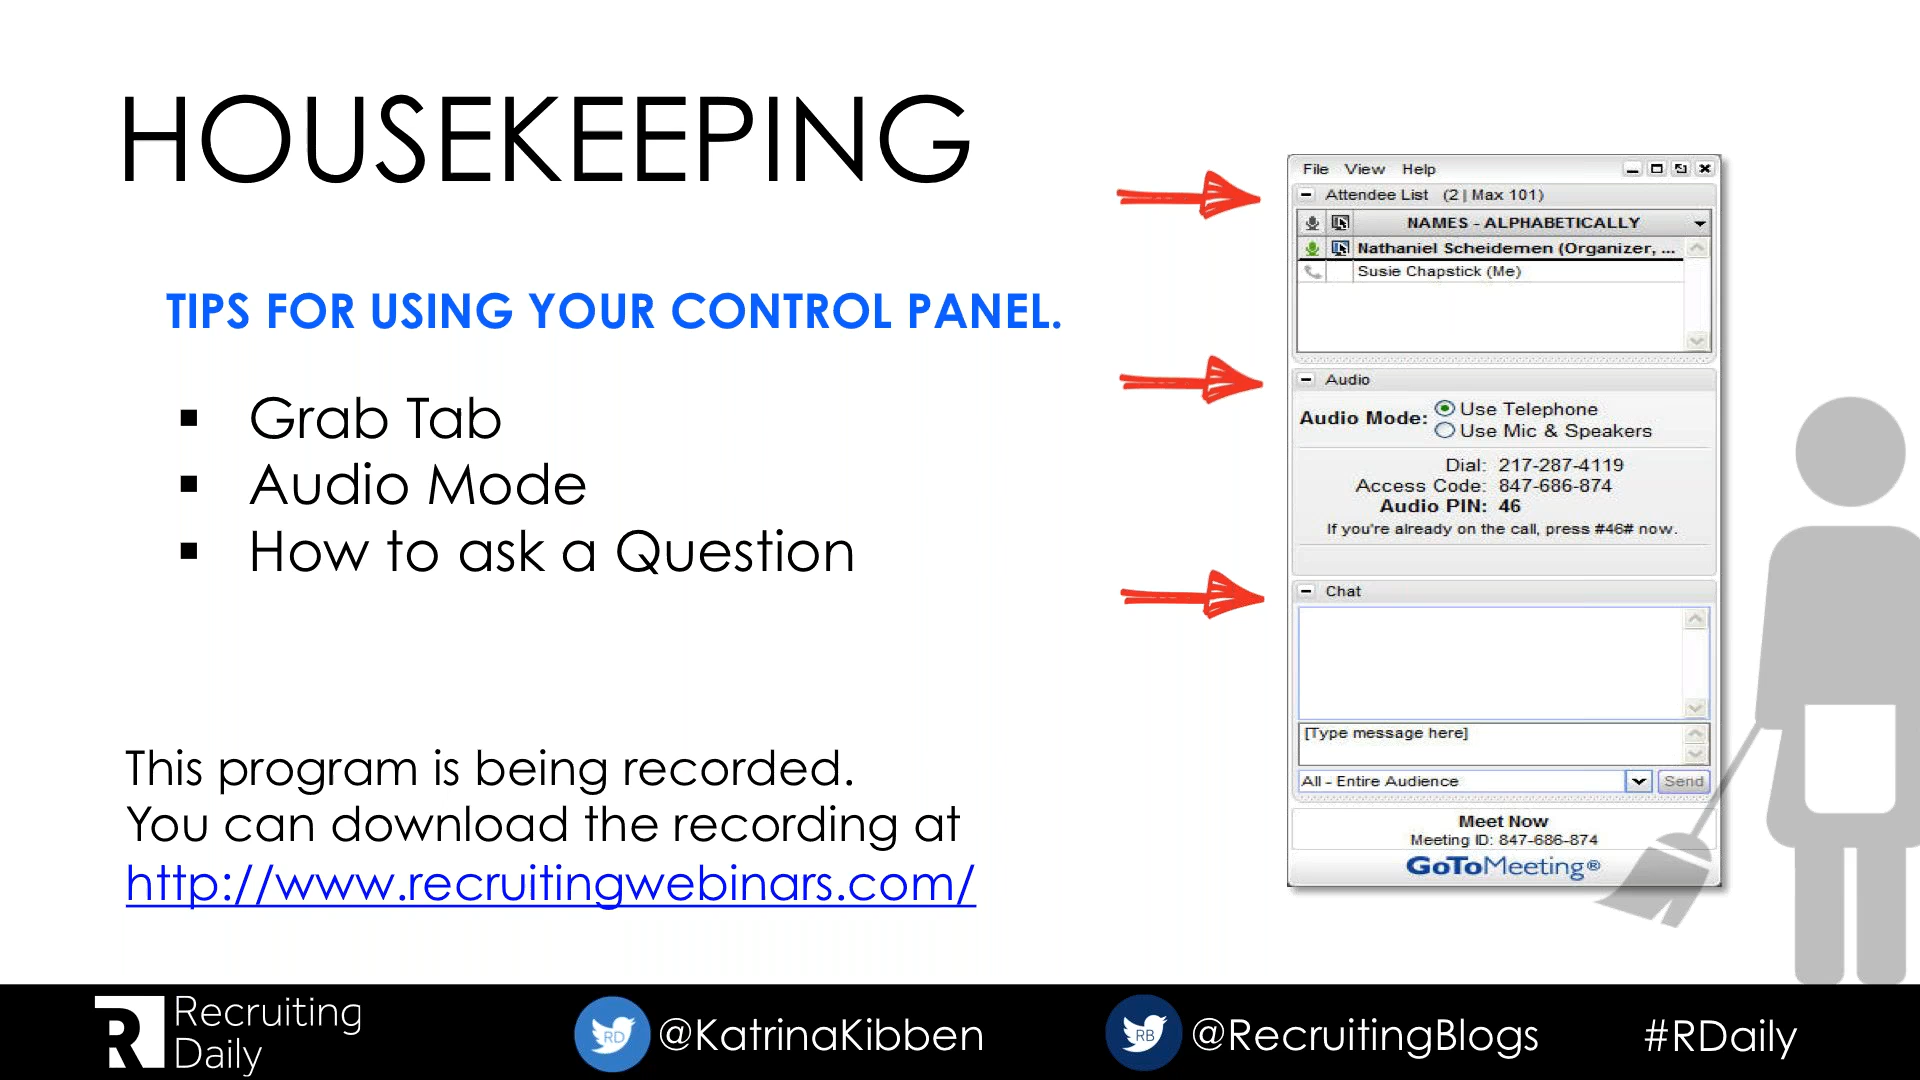 HOUSEKEEPING
TIPS FOR USING YOUR CONTROL PANEL.
▪ Grab Tab
▪ Audio Mode
▪ How to ask a Question
This program is being recorded.
You can download the recording at
http://www.recruitingwebinars.com/
File View Help
Attendee List (2 | Max 101)
NAMES - ALPHABETICALLY
Nathaniel Scheidemen (Organizer, ...
Susie Chapstick (Me)
Audio
Audio Mode: Use Telephone
Use Mic & Speakers
Dial: 217-287-4119
Access Code: 847-686-874
Audio PIN: 46
If you're already on the call, press #46# now.
Chat
[Type message here]
All - Entire Audience Send
Meet Now
Meeting ID: 847-686-874
GoToMeeting®
R Recruiting
Daily
RD @KatrinaKibben
RB @RecruitingBlogs
#RDaily